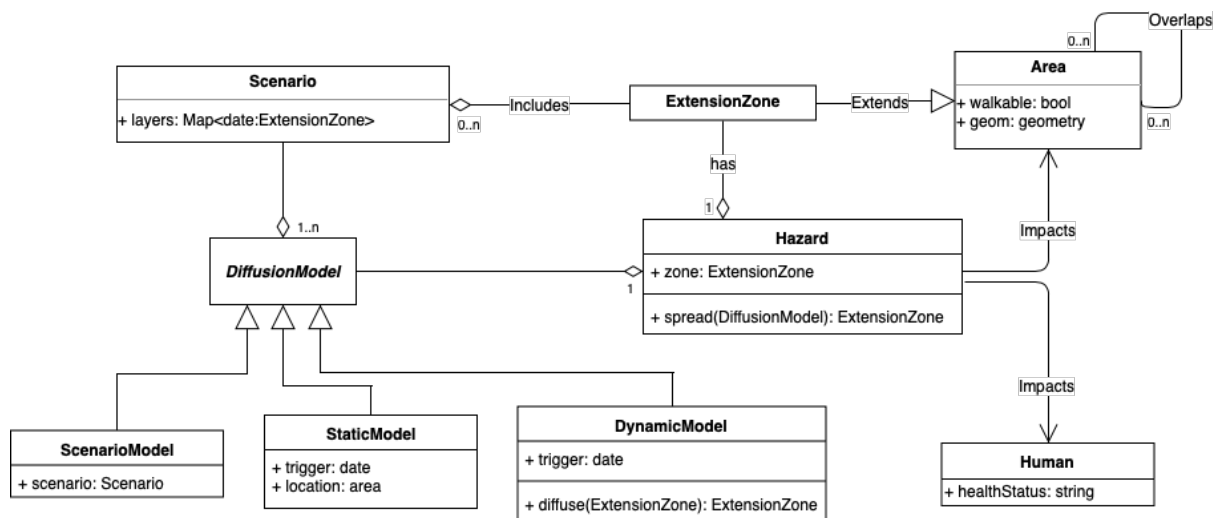 Overlaps
0..n
Scenario
+ layers: Map<date:ExtensionZone>
0..n
Includes
ExtensionZone
Extends
Area
+ walkable: bool
+ geom: geometry
0..n
has
1
1..n
Hazard
+ zone: ExtensionZone
+ spread(DiffusionModel): ExtensionZone
Impacts
DiffusionModel
1
Impacts
ScenarioModel
+ scenario: Scenario
StaticModel
+ trigger: date
+ location: area
DynamicModel
+ trigger: date
+ diffuse(ExtensionZone): ExtensionZone
Human
+ healthStatus: string